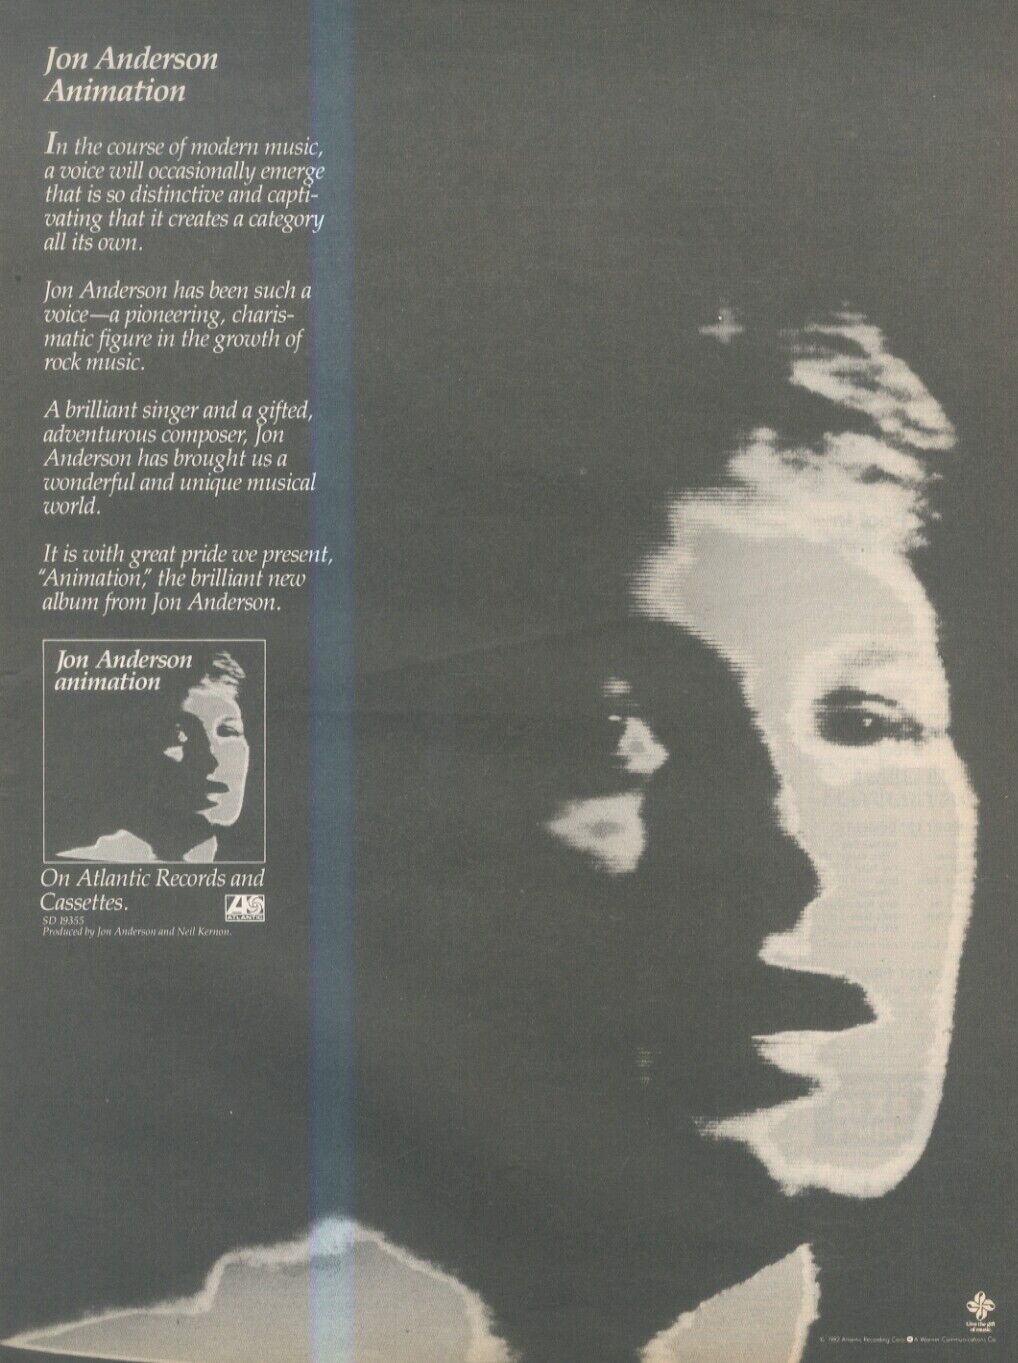 Jon Anderson
Animation
In the course of modern music,
a voice will occasionally emerge
that is so distinctive and capti-
vating that it creates a category
all its own.
Jon Anderson has been such a
voice—a pioneering, charis-
matic figure in the growth of
rock music.
A brilliant singer and a gifted,
adventurous composer, Jon
Anderson has brought us a
wonderful and unique musical
world.
It is with great pride we present,
"Animation," the brilliant new
album from Jon Anderson.
Jon Anderson
animation
On Atlantic Records and
Cassettes.
ATLANTIC
SD 19355
Produced by Jon Anderson and Neil Kernon.
Give the gift
of music.
© 1982 Atlantic Recording Corp. A Warner Communications Co.